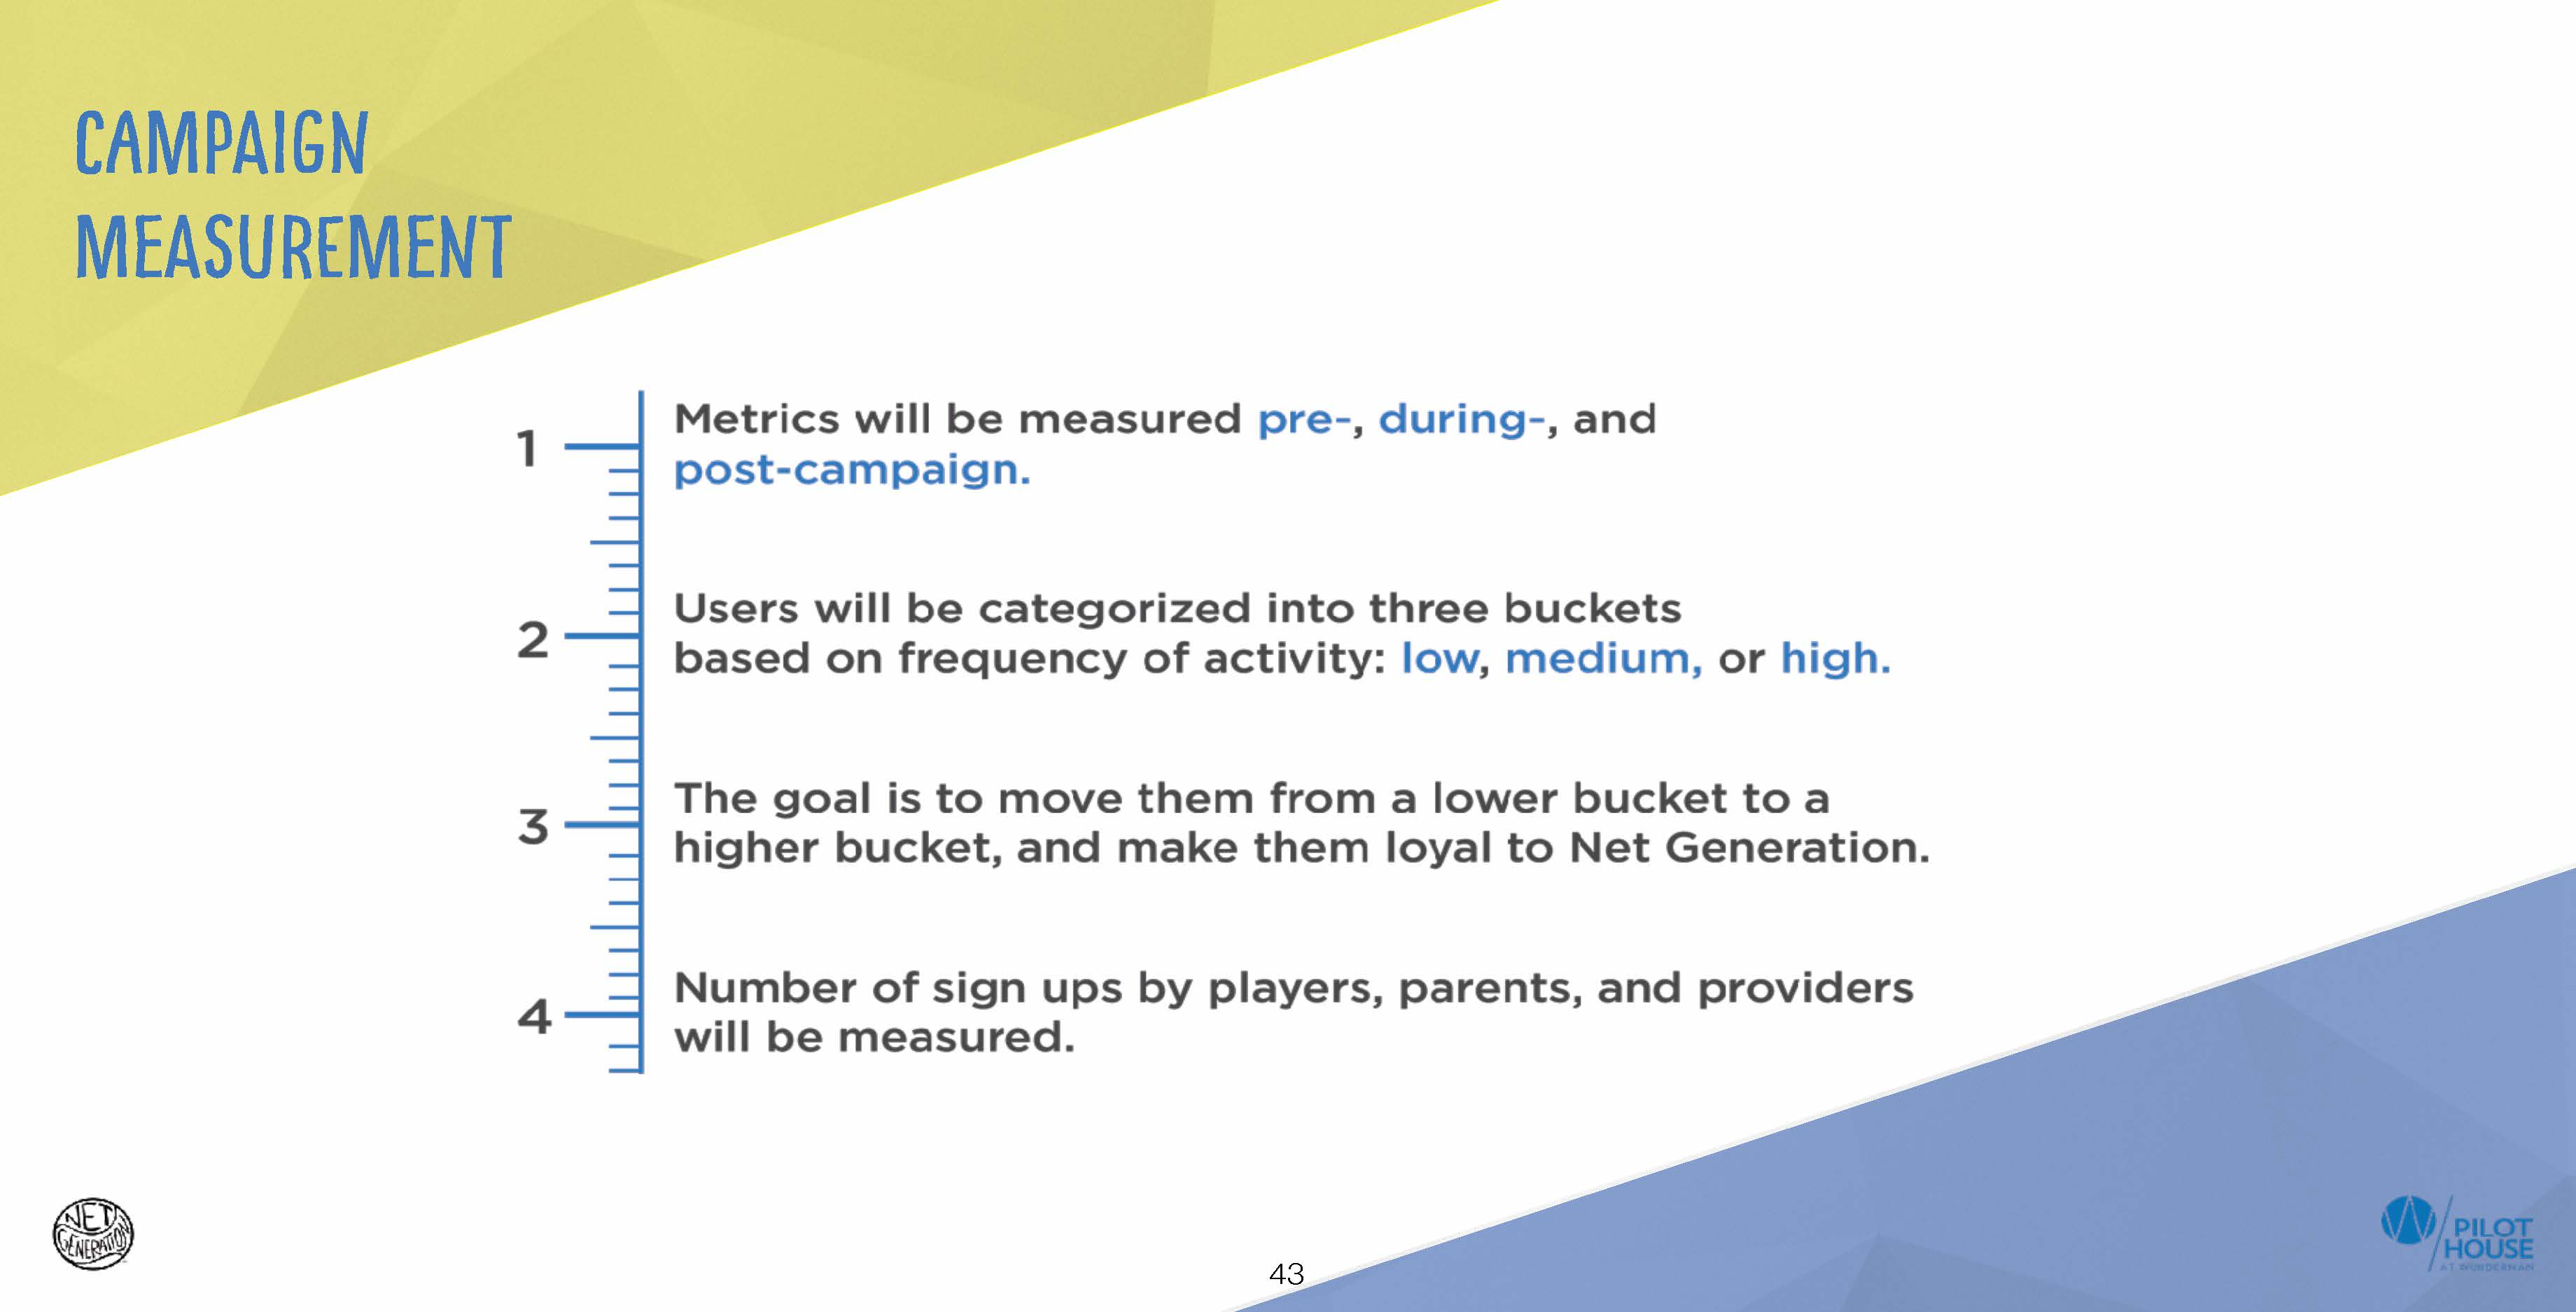 CAMPAIGN
MEASUREMENT
1
Metrics will be measured pre-, during-, and
post-campaign.
2
Users will be categorized into three buckets
based on frequency of activity: low, medium, or high.
3
The goal is to move them from a lower bucket to a
higher bucket, and make them loyal to Net Generation.
4
Number of sign ups by players, parents, and providers
will be measured.
NET
GENERATION
43
PILOT
HOUSE
AT WUNDERMAN